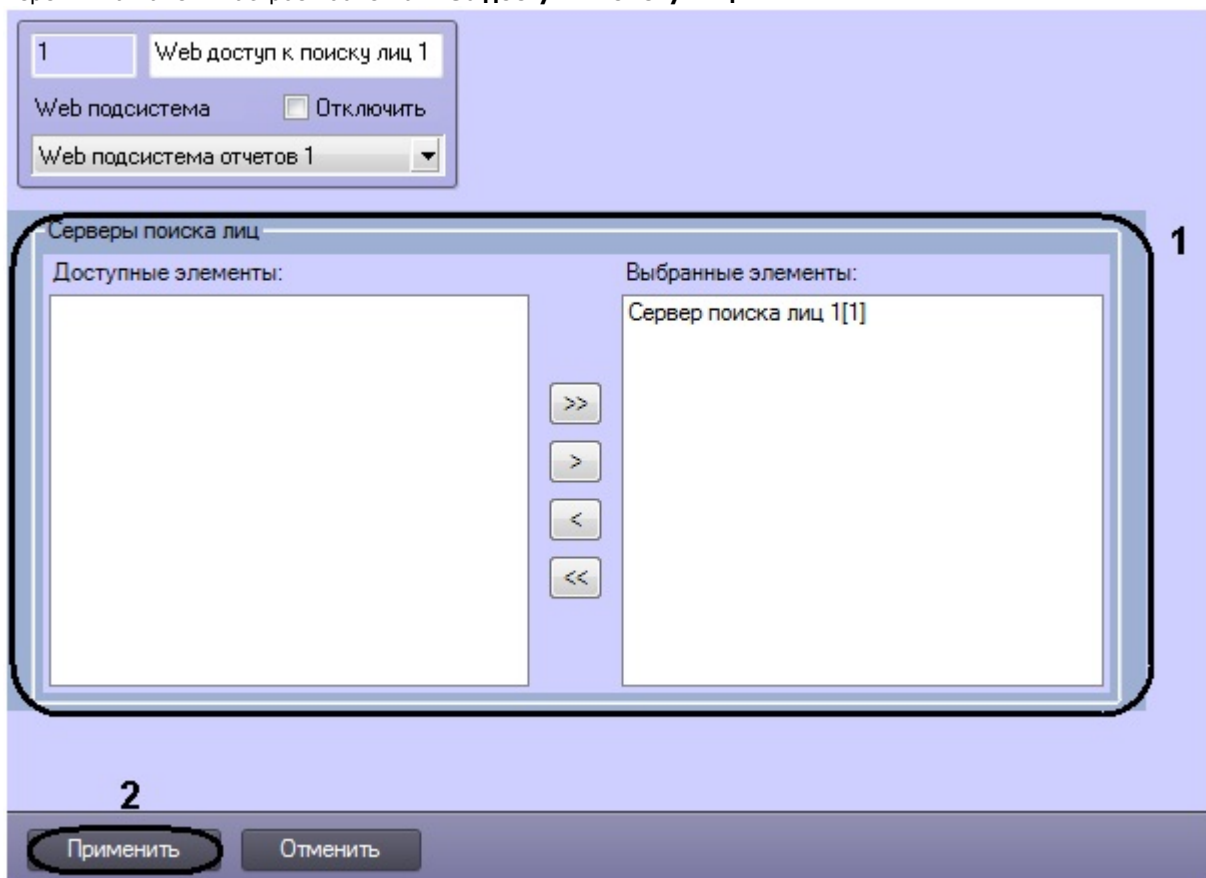 1 Web доступ к поиску лиц 1
Web подсистема Отключить
Web подсистема отчетов 1
Серверы поиска лиц
1
Доступные элементы: Выбранные элементы:
Сервер поиска лиц 1[1]
>>
>
<
<<
2
Применить Отменить